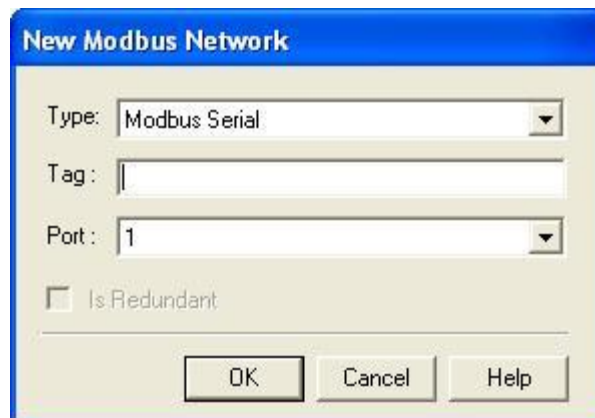 New Modbus Network
Type: Modbus Serial
Tag :
Port : 1
Is Redundant
OK Cancel Help